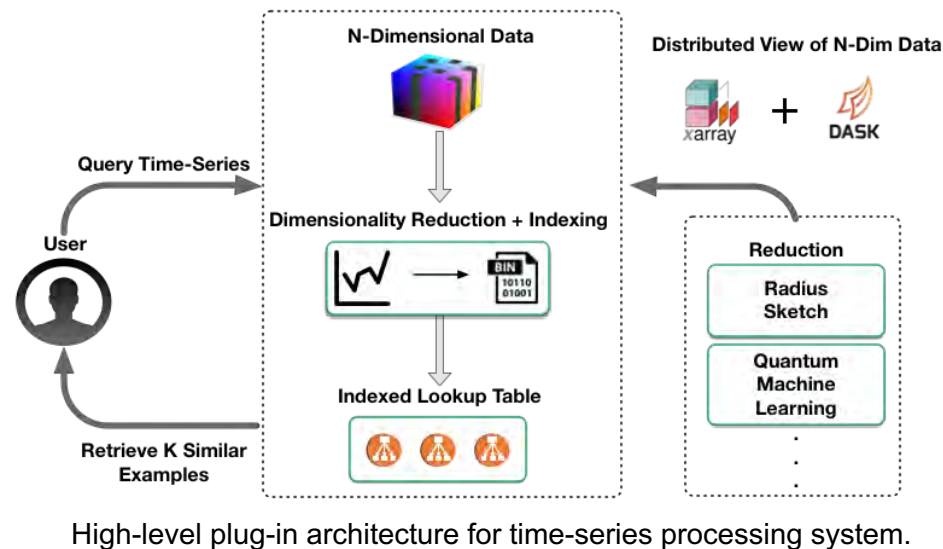 N-Dimensional Data
Distributed View of N-Dim Data
xarray
+
DASK
Query Time-Series
User
Dimensionality Reduction + Indexing
BIN
10110
01001
Reduction
Radius
Sketch
Quantum
Machine
Learning
.
.
.
Indexed Lookup Table
Retrieve K Similar
Examples
High-level plug-in architecture for time-series processing system.